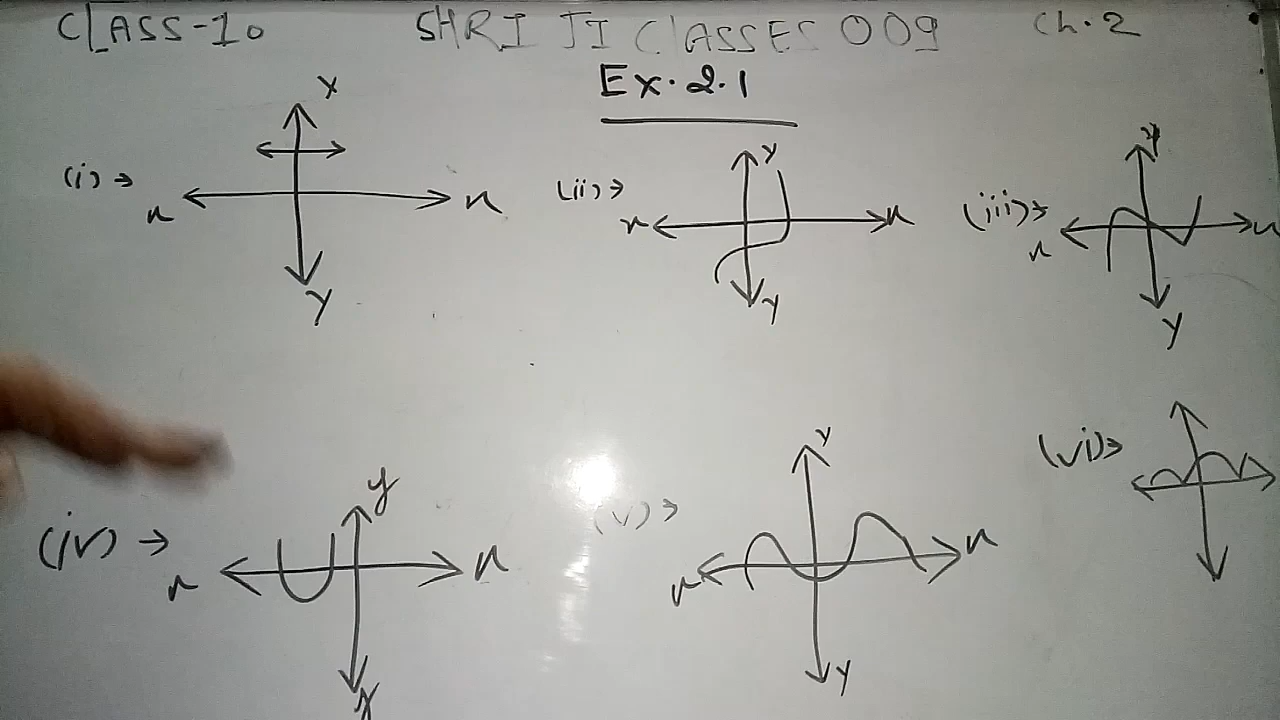 CLASS-10 SHRI JI CLASSES 009 Ch.2
Ex.2.1
(i)→ x x x y
(ii)→ y x x y
(iii)→ y x x y
(iv)→ y x x
(v)→ y x x y
(vi)→